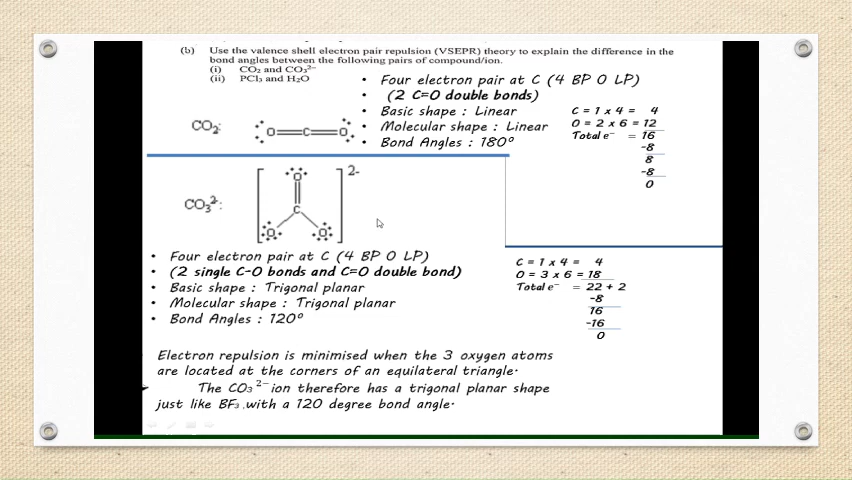 (b) Use the valence shell electron pair repulsion (VSEPR) theory to explain the difference in the
bond angles between the following pairs of compound/ion.
(i) CO₂ and CO₃²⁻
(ii) PCl₃ and H₂O
• Four electron pair at C (4 BP 0 LP)
• (2 C=O double bonds)
• Basic shape : Linear
• Molecular shape : Linear
• Bond Angles : 180°
CO₂:
O=C=O
C = 1 x 4 = 4
O = 2 x 6 = 12
Total e⁻ = 16
-8
8
-8
0
CO₃²⁻:
2-
O
C
O O
• Four electron pair at C (4 BP 0 LP)
• (2 single C-O bonds and C=O double bond)
• Basic shape : Trigonal planar
• Molecular shape : Trigonal planar
• Bond Angles : 120°
C = 1 x 4 = 4
O = 3 x 6 = 18
Total e⁻ = 22 + 2
-8
16
-16
0
Electron repulsion is minimised when the 3 oxygen atoms
are located at the corners of an equilateral triangle.
The CO₃²⁻ ion therefore has a trigonal planar shape
just like BF₃ with a 120 degree bond angle.